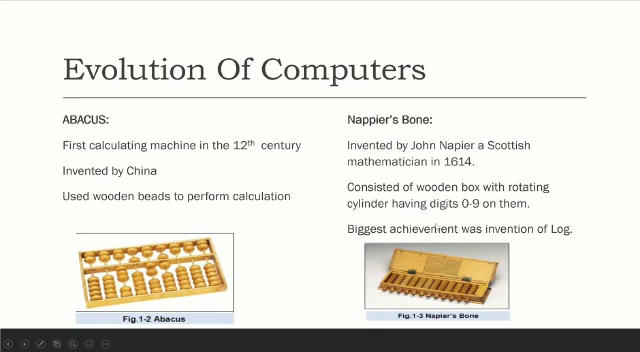 Evolution Of Computers
ABACUS:
First calculating machine in the 12th century
Invented by China
Used wooden beads to perform calculation
Fig.1-2 Abacus
Nappier's Bone:
Invented by John Napier a Scottish
mathematician in 1614.
Consisted of wooden box with rotating
cylinder having digits 0-9 on them.
Biggest achievement was invention of Log.
Fig.1-3 Napier's Bone